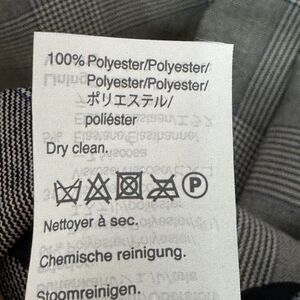 100% Polyester/Polyester/
Polyester/Polyester/
ポリエステル/
poliéster
Dry clean.
P
Nettoyer à sec.
Chemische reinigung.
Stoomreinigen.